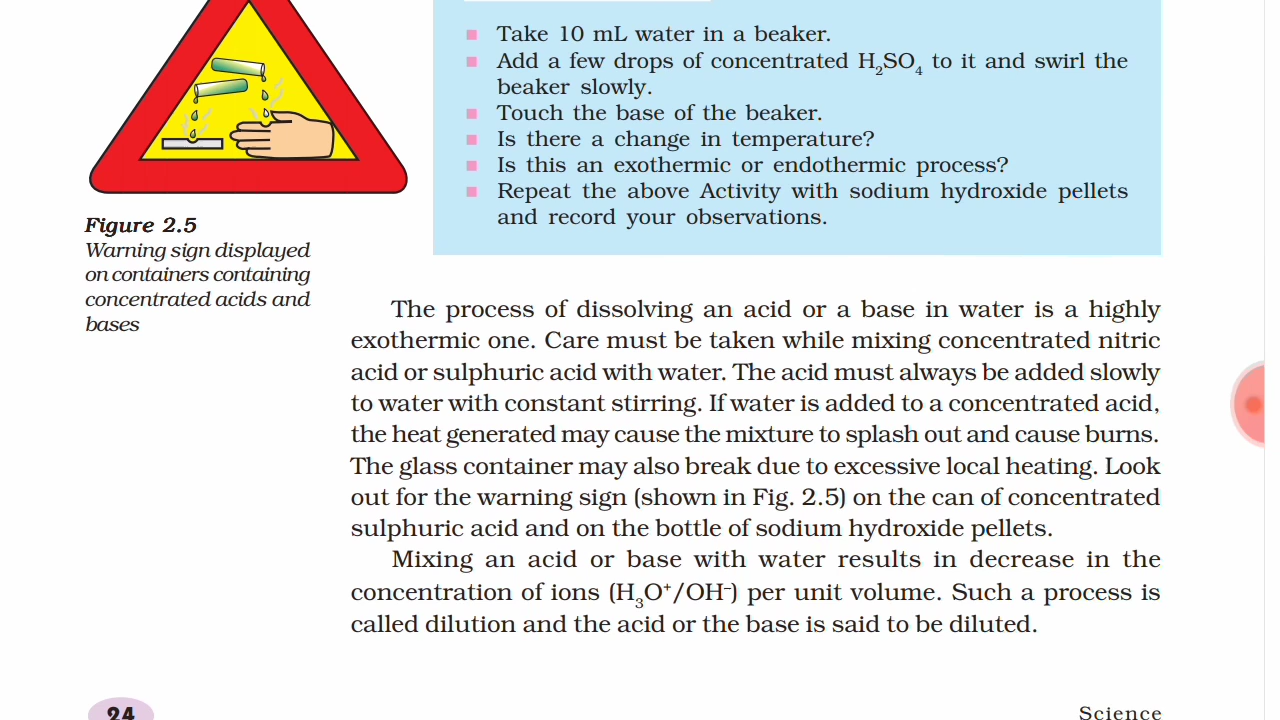 Take 10 mL water in a beaker.
Add a few drops of concentrated H₂SO₄ to it and swirl the
beaker slowly.
Touch the base of the beaker.
Is there a change in temperature?
Is this an exothermic or endothermic process?
Repeat the above Activity with sodium hydroxide pellets
and record your observations.
Figure 2.5
Warning sign displayed
on containers containing
concentrated acids and
bases
The process of dissolving an acid or a base in water is a highly
exothermic one. Care must be taken while mixing concentrated nitric
acid or sulphuric acid with water. The acid must always be added slowly
to water with constant stirring. If water is added to a concentrated acid,
the heat generated may cause the mixture to splash out and cause burns.
The glass container may also break due to excessive local heating. Look
out for the warning sign (shown in Fig. 2.5) on the can of concentrated
sulphuric acid and on the bottle of sodium hydroxide pellets.
Mixing an acid or base with water results in decrease in the
concentration of ions (H₃O⁺/OH⁻) per unit volume. Such a process is
called dilution and the acid or the base is said to be diluted.
24
Science